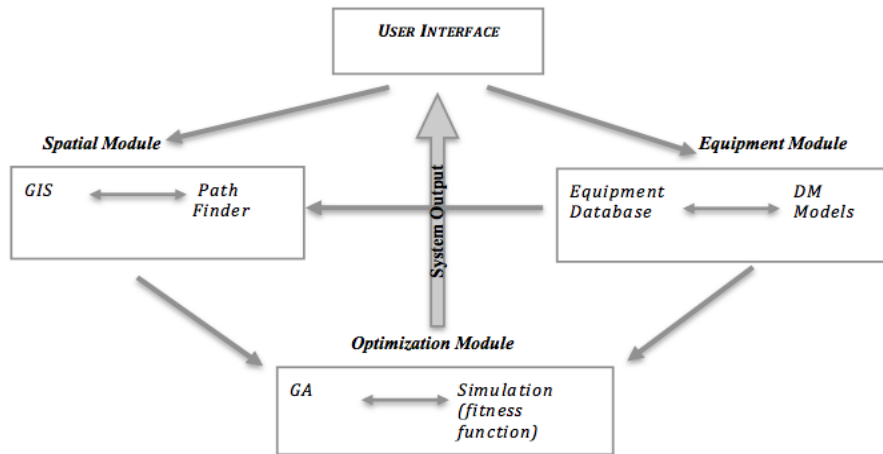 USER INTERFACE
Spatial Module
Equipment Module
GIS
Path
Finder
Equipment
Database
DM
Models
System Output
Optimization Module
GA
Simulation
(fitness
function)